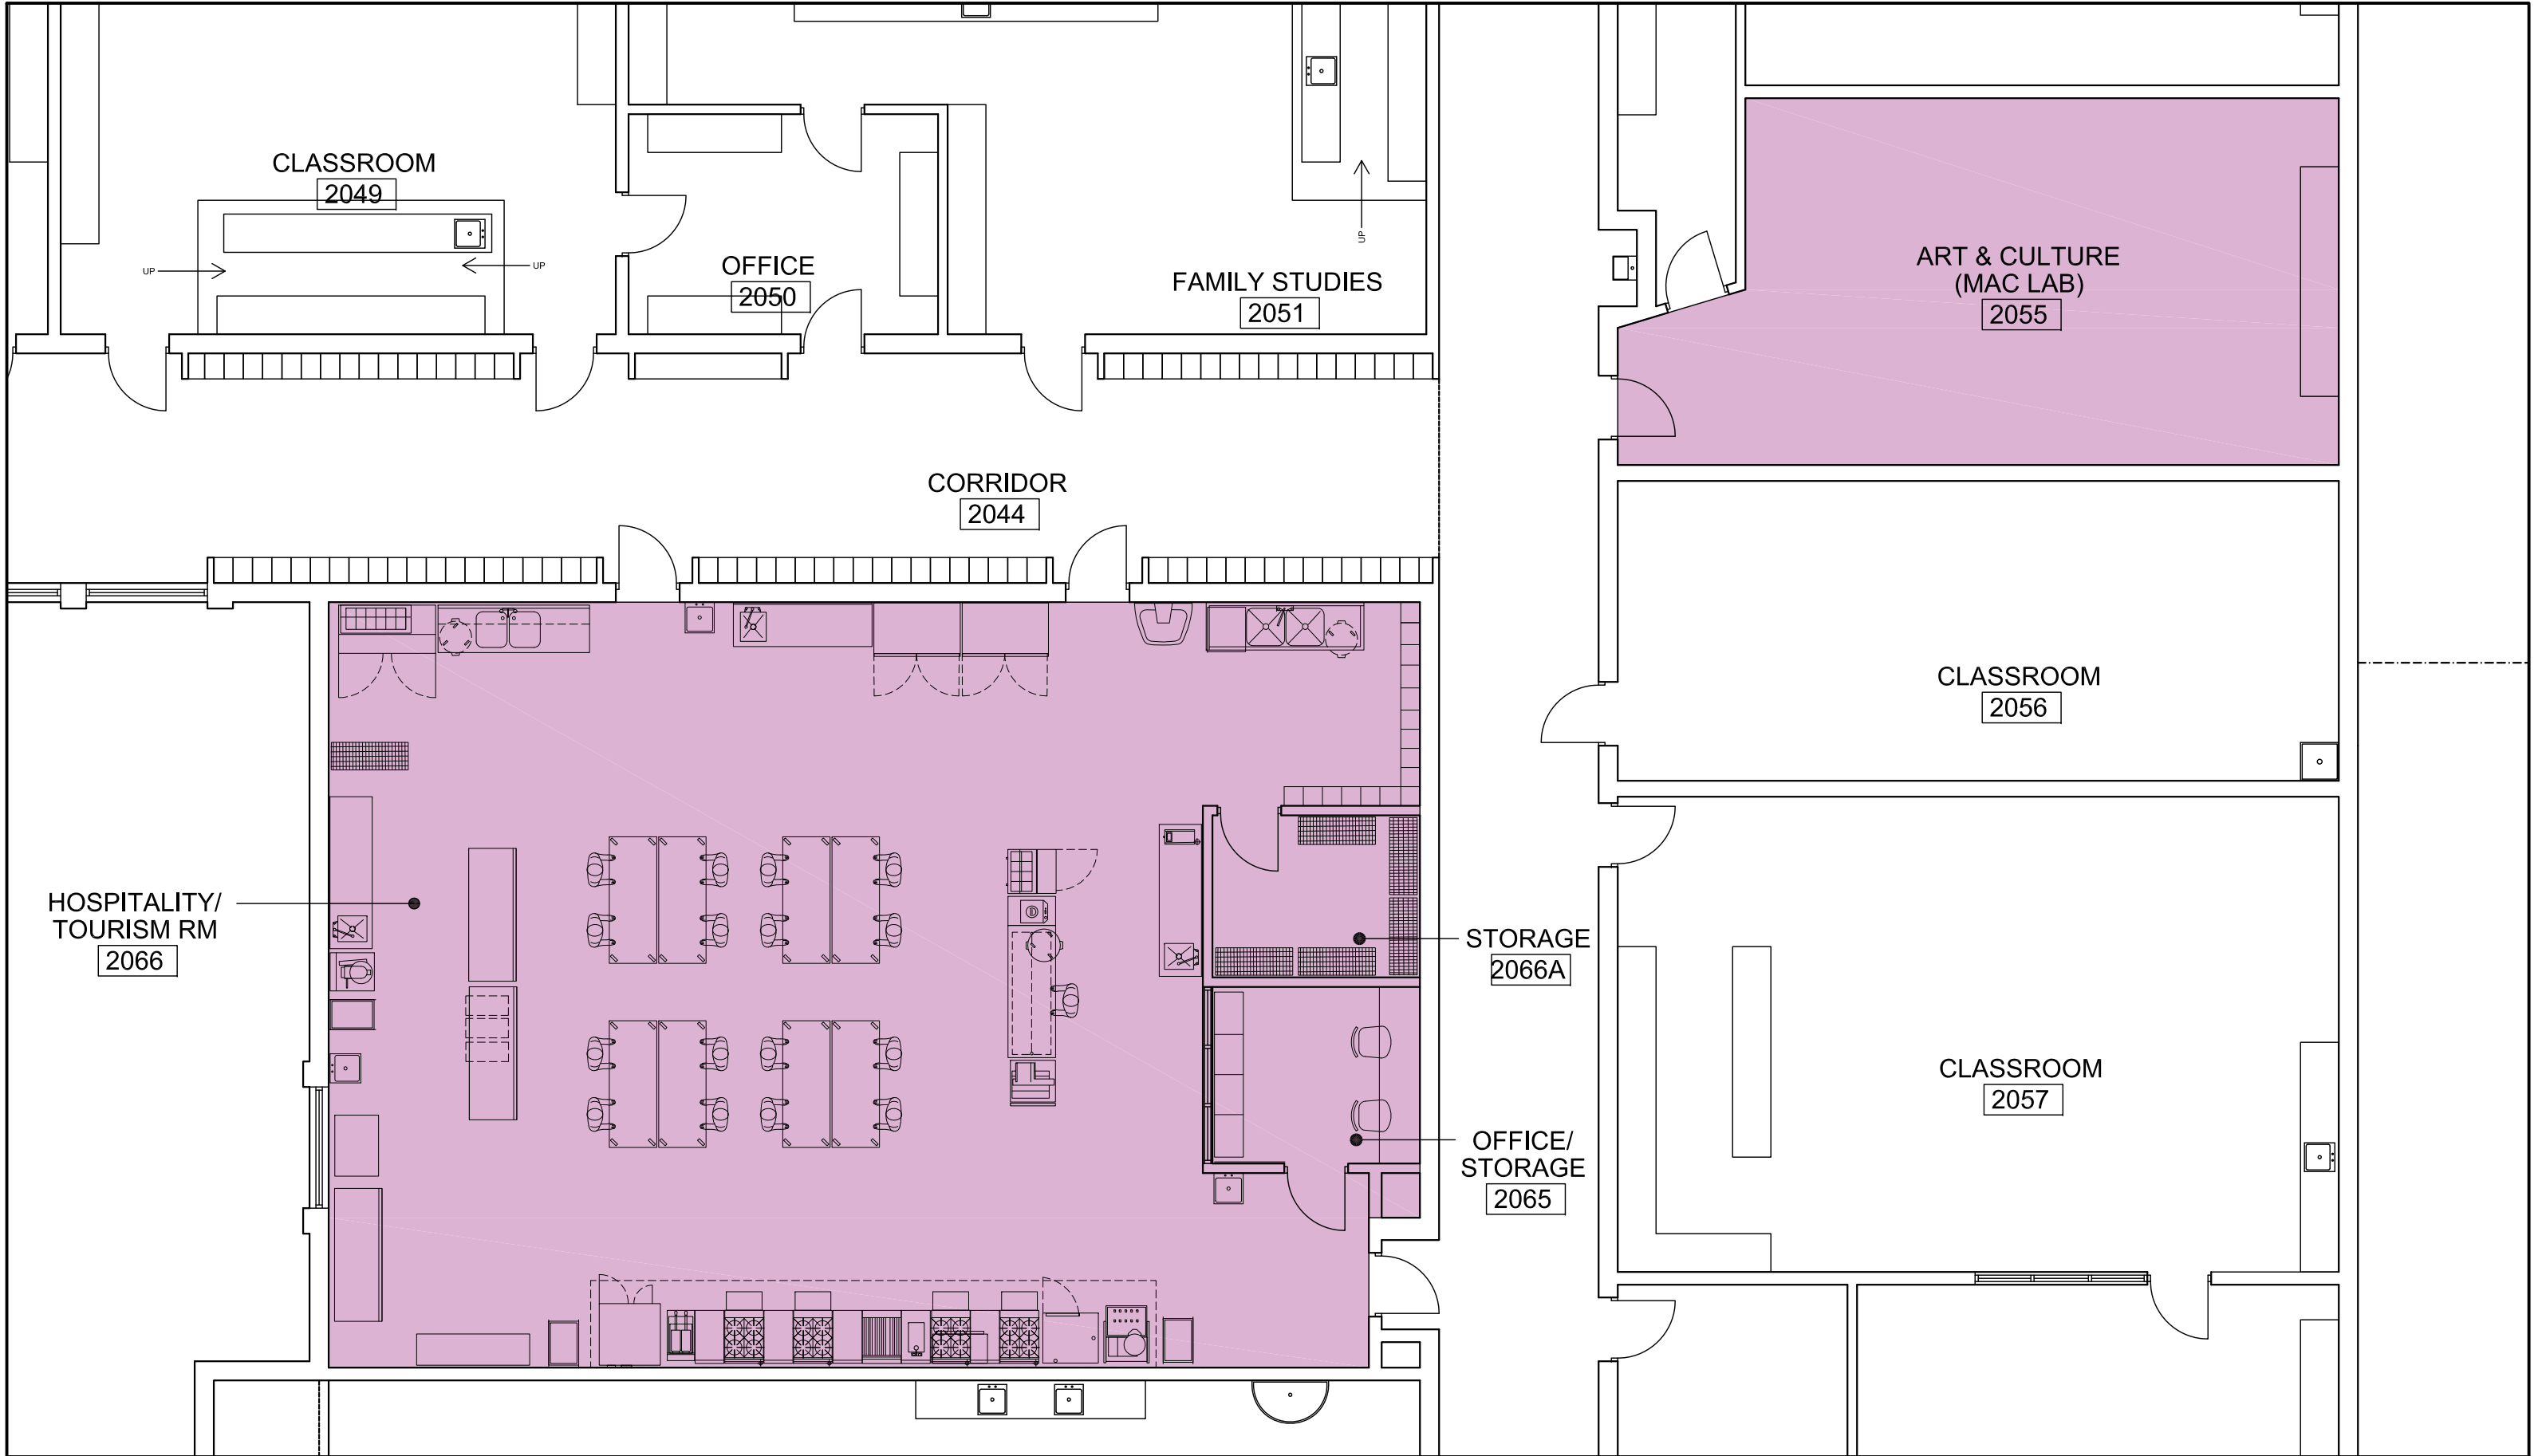 CLASSROOM
2049
UP
UP
OFFICE
2050
FAMILY STUDIES
2051
UP
ART & CULTURE
(MAC LAB)
2055
CORRIDOR
2044
CLASSROOM
2056
HOSPITALITY/
TOURISM RM
2066
STORAGE
2066A
CLASSROOM
2057
OFFICE/
STORAGE
2065